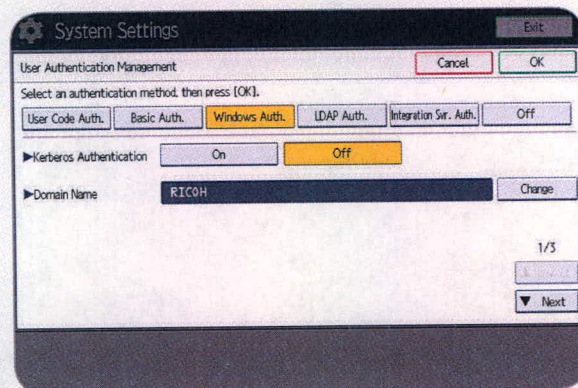 System Settings
Exit
User Authentication Management
Cancel
OK
Select an authentication method, then press [OK].
User Code Auth.
Basic Auth.
Windows Auth.
LDAP Auth.
Integration Svr. Auth.
Off
►Kerberos Authentication
On
Off
►Domain Name
RICOH
Change
1/3
▼ Next